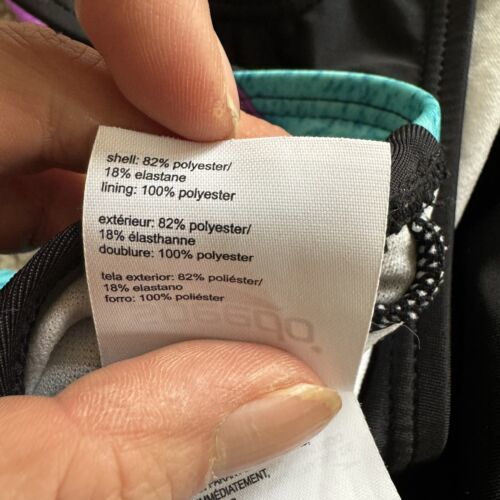 shell: 82% polyester/
18% elastane
lining: 100% polyester
extérieur: 82% polyester/
18% élasthanne
doublure: 100% polyester
tela exterior: 82% poliéster/
18% elastano
forro: 100% poliéster
IMMÉDIATEMENT,